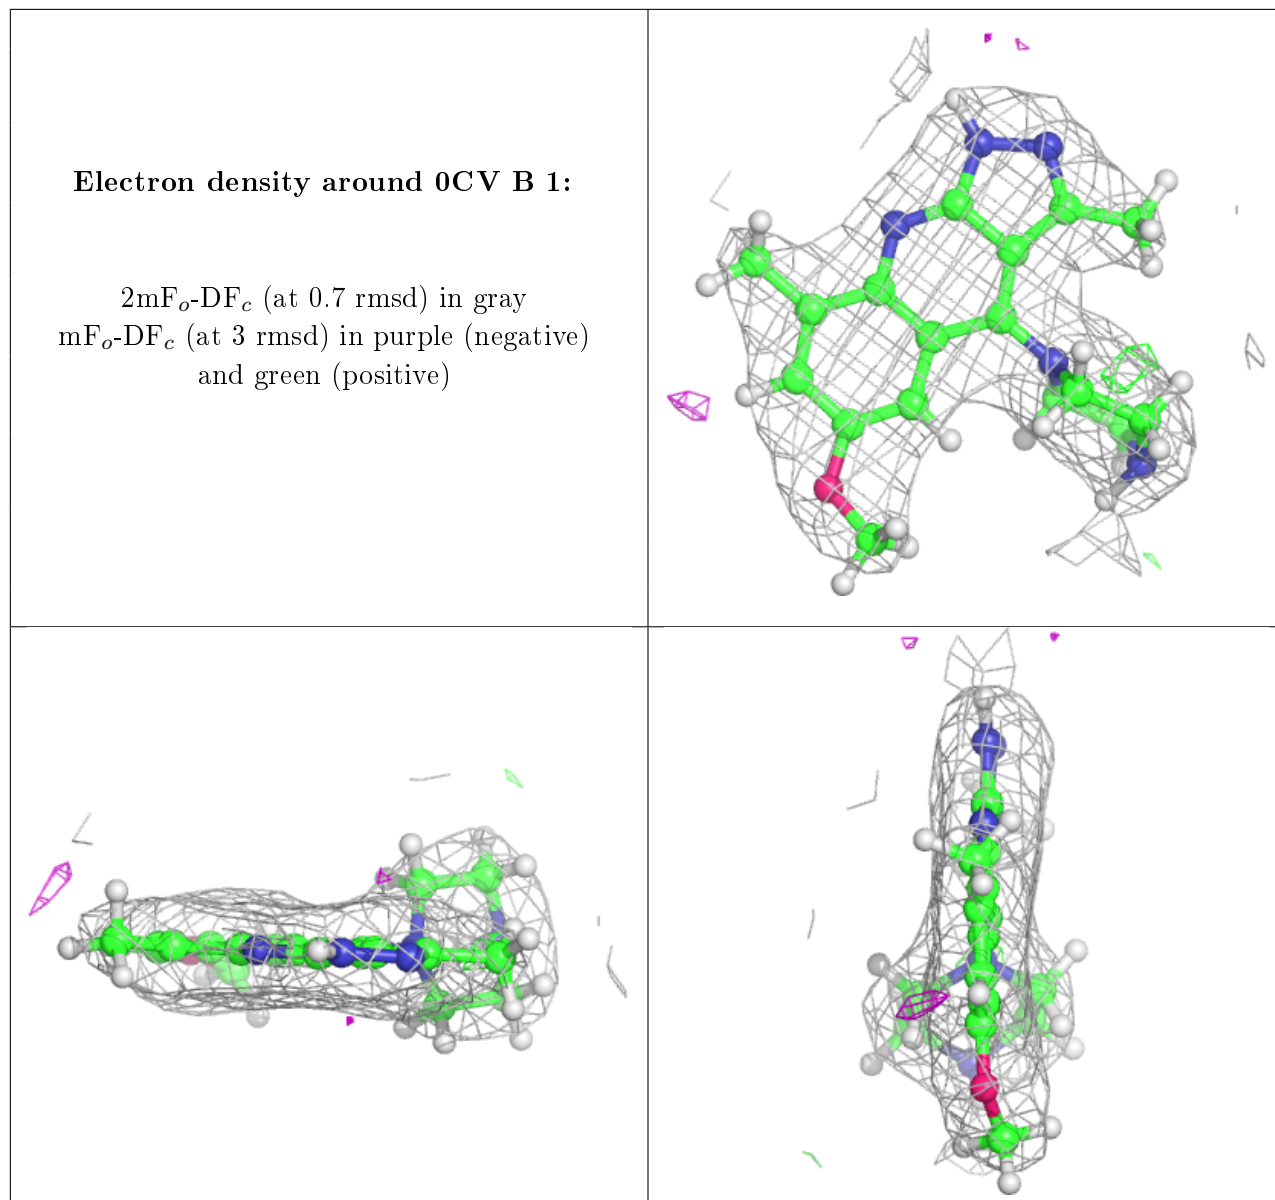 Electron density around 0CV B 1:
2mFo-DFc (at 0.7 rmsd) in gray
mFo-DFc (at 3 rmsd) in purple (negative)
and green (positive)